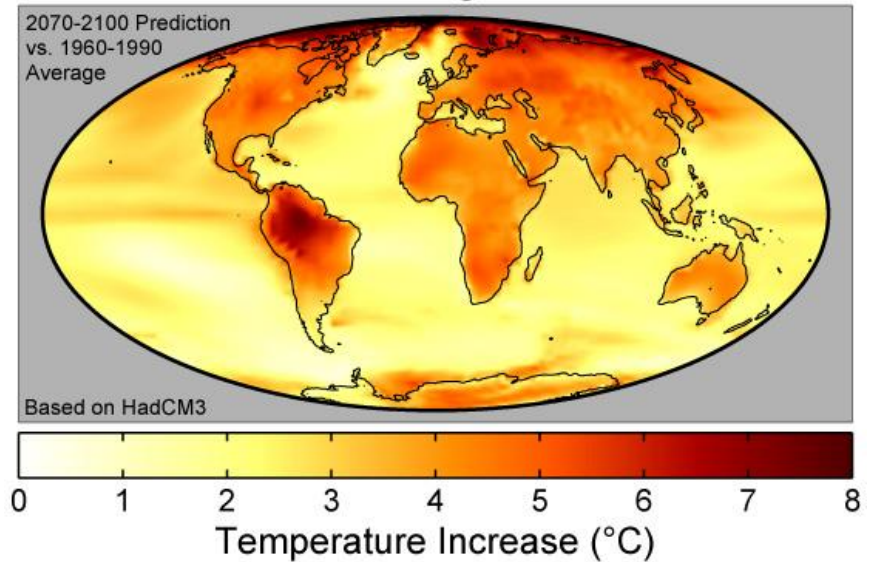 2070-2100 Prediction
vs. 1960-1990
Average
Based on HadCM3
0 1 2 3 4 5 6 7 8
Temperature Increase (°C)